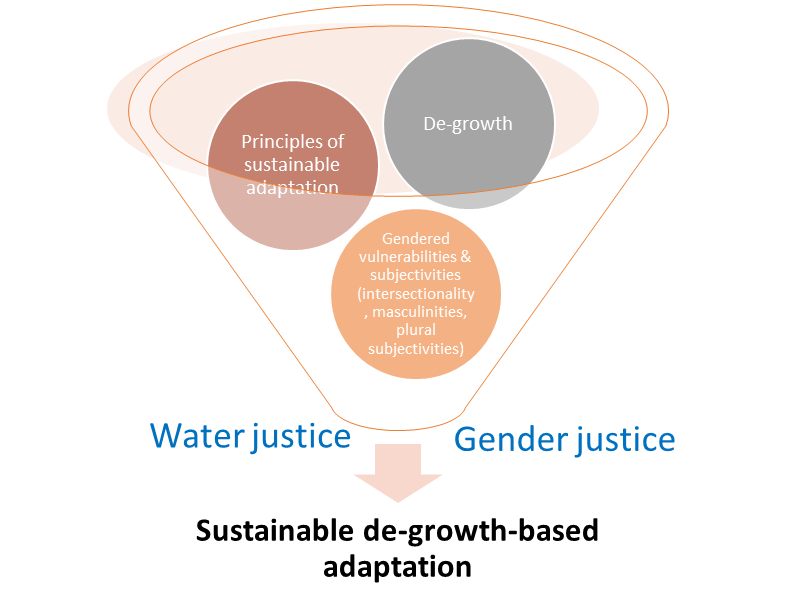 De-growth
Principles of
sustainable
adaptation
Gendered
vulnerabilities &
subjectivities
(intersectionality
, masculinities,
plural
subjectivities)
Water justice
Gender justice
Sustainable de-growth-based
adaptation